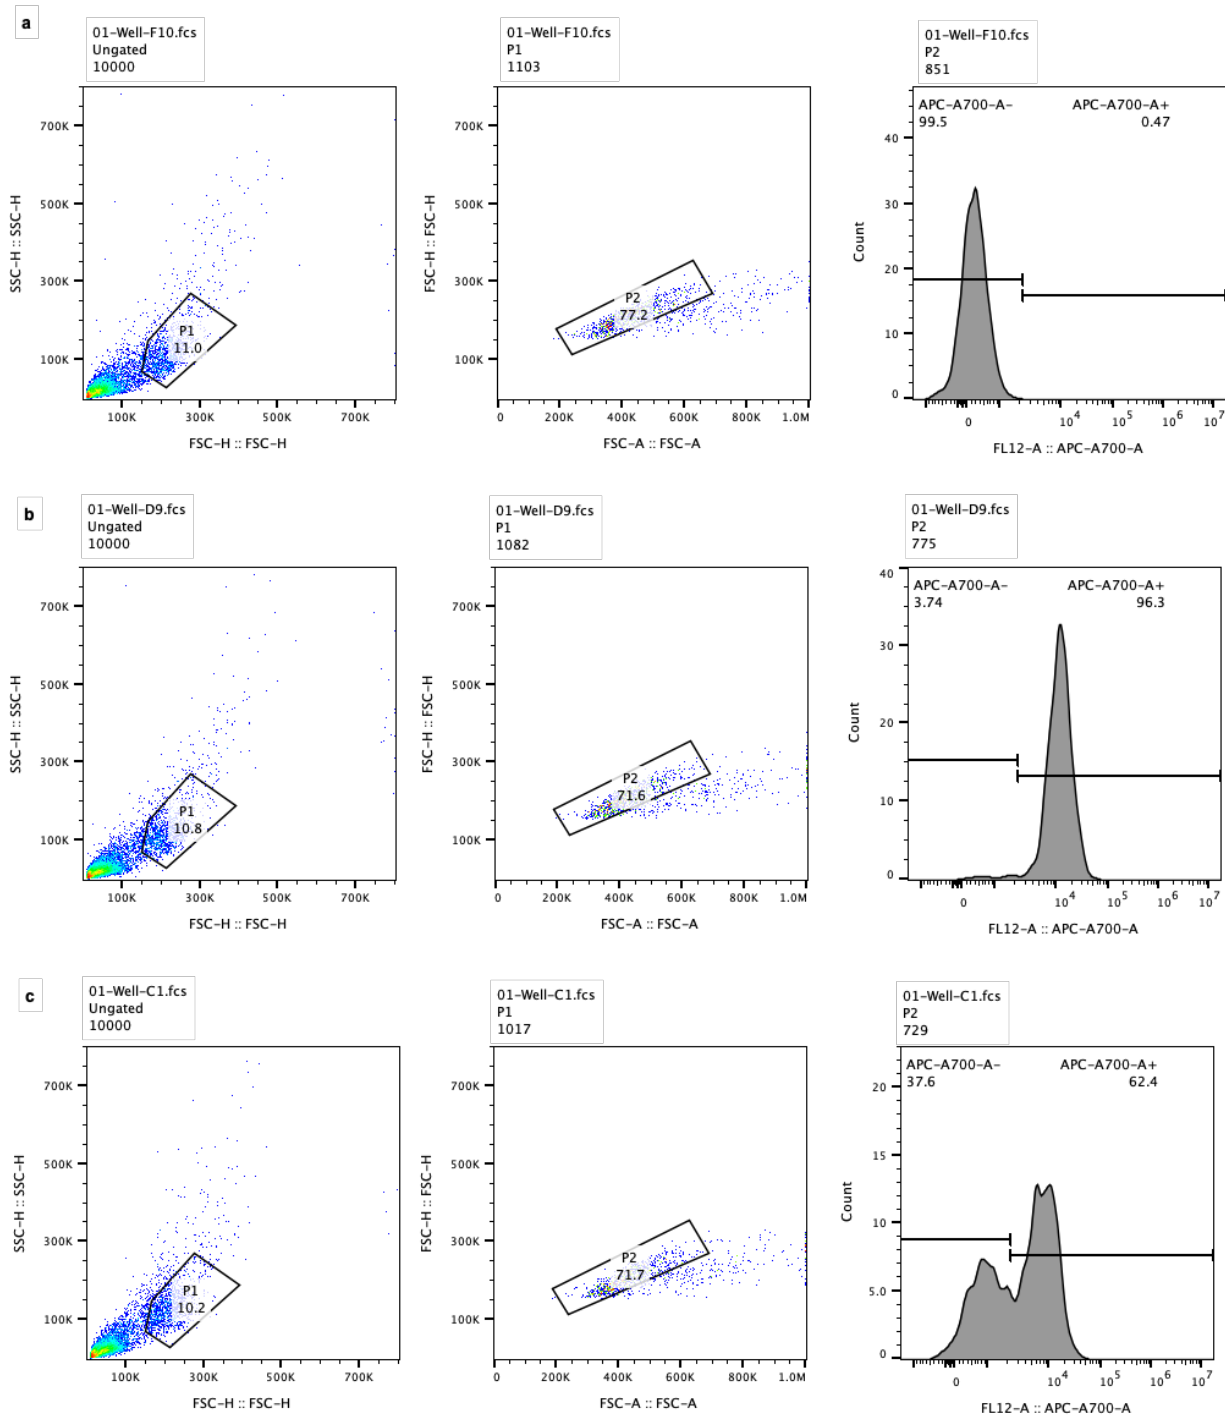 a
01-Well-F10.fcs
Ungated
10000
700K
500K
300K
100K
SSC-H :: SSC-H
P1
11.0
100K 300K 500K 700K
FSC-H :: FSC-H
01-Well-F10.fcs
P1
1103
700K
500K
300K
100K
FSC-H :: FSC-H
P2
77.2
0 200K 400K 600K 800K 1.0M
FSC-A :: FSC-A
01-Well-F10.fcs
P2
851
APC-A700-A- APC-A700-A+
99.5 0.47
40
30
20
10
0
Count
0 10^4 10^5 10^6 10^7
FL12-A :: APC-A700-A
b
01-Well-D9.fcs
Ungated
10000
700K
500K
300K
100K
SSC-H :: SSC-H
P1
10.8
100K 300K 500K 700K
FSC-H :: FSC-H
01-Well-D9.fcs
P1
1082
700K
500K
300K
100K
FSC-H :: FSC-H
P2
71.6
0 200K 400K 600K 800K 1.0M
FSC-A :: FSC-A
01-Well-D9.fcs
P2
775
APC-A700-A- APC-A700-A+
3.74 96.3
40
30
20
10
0
Count
0 10^4 10^5 10^6 10^7
FL12-A :: APC-A700-A
c
01-Well-C1.fcs
Ungated
10000
700K
500K
300K
100K
SSC-H :: SSC-H
P1
10.2
100K 300K 500K 700K
FSC-H :: FSC-H
01-Well-C1.fcs
P1
1017
700K
500K
300K
100K
FSC-H :: FSC-H
P2
71.7
0 200K 400K 600K 800K 1.0M
FSC-A :: FSC-A
01-Well-C1.fcs
P2
729
APC-A700-A- APC-A700-A+
37.6 62.4
20
15
10
5.0
0
Count
0 10^4 10^5 10^6 10^7
FL12-A :: APC-A700-A